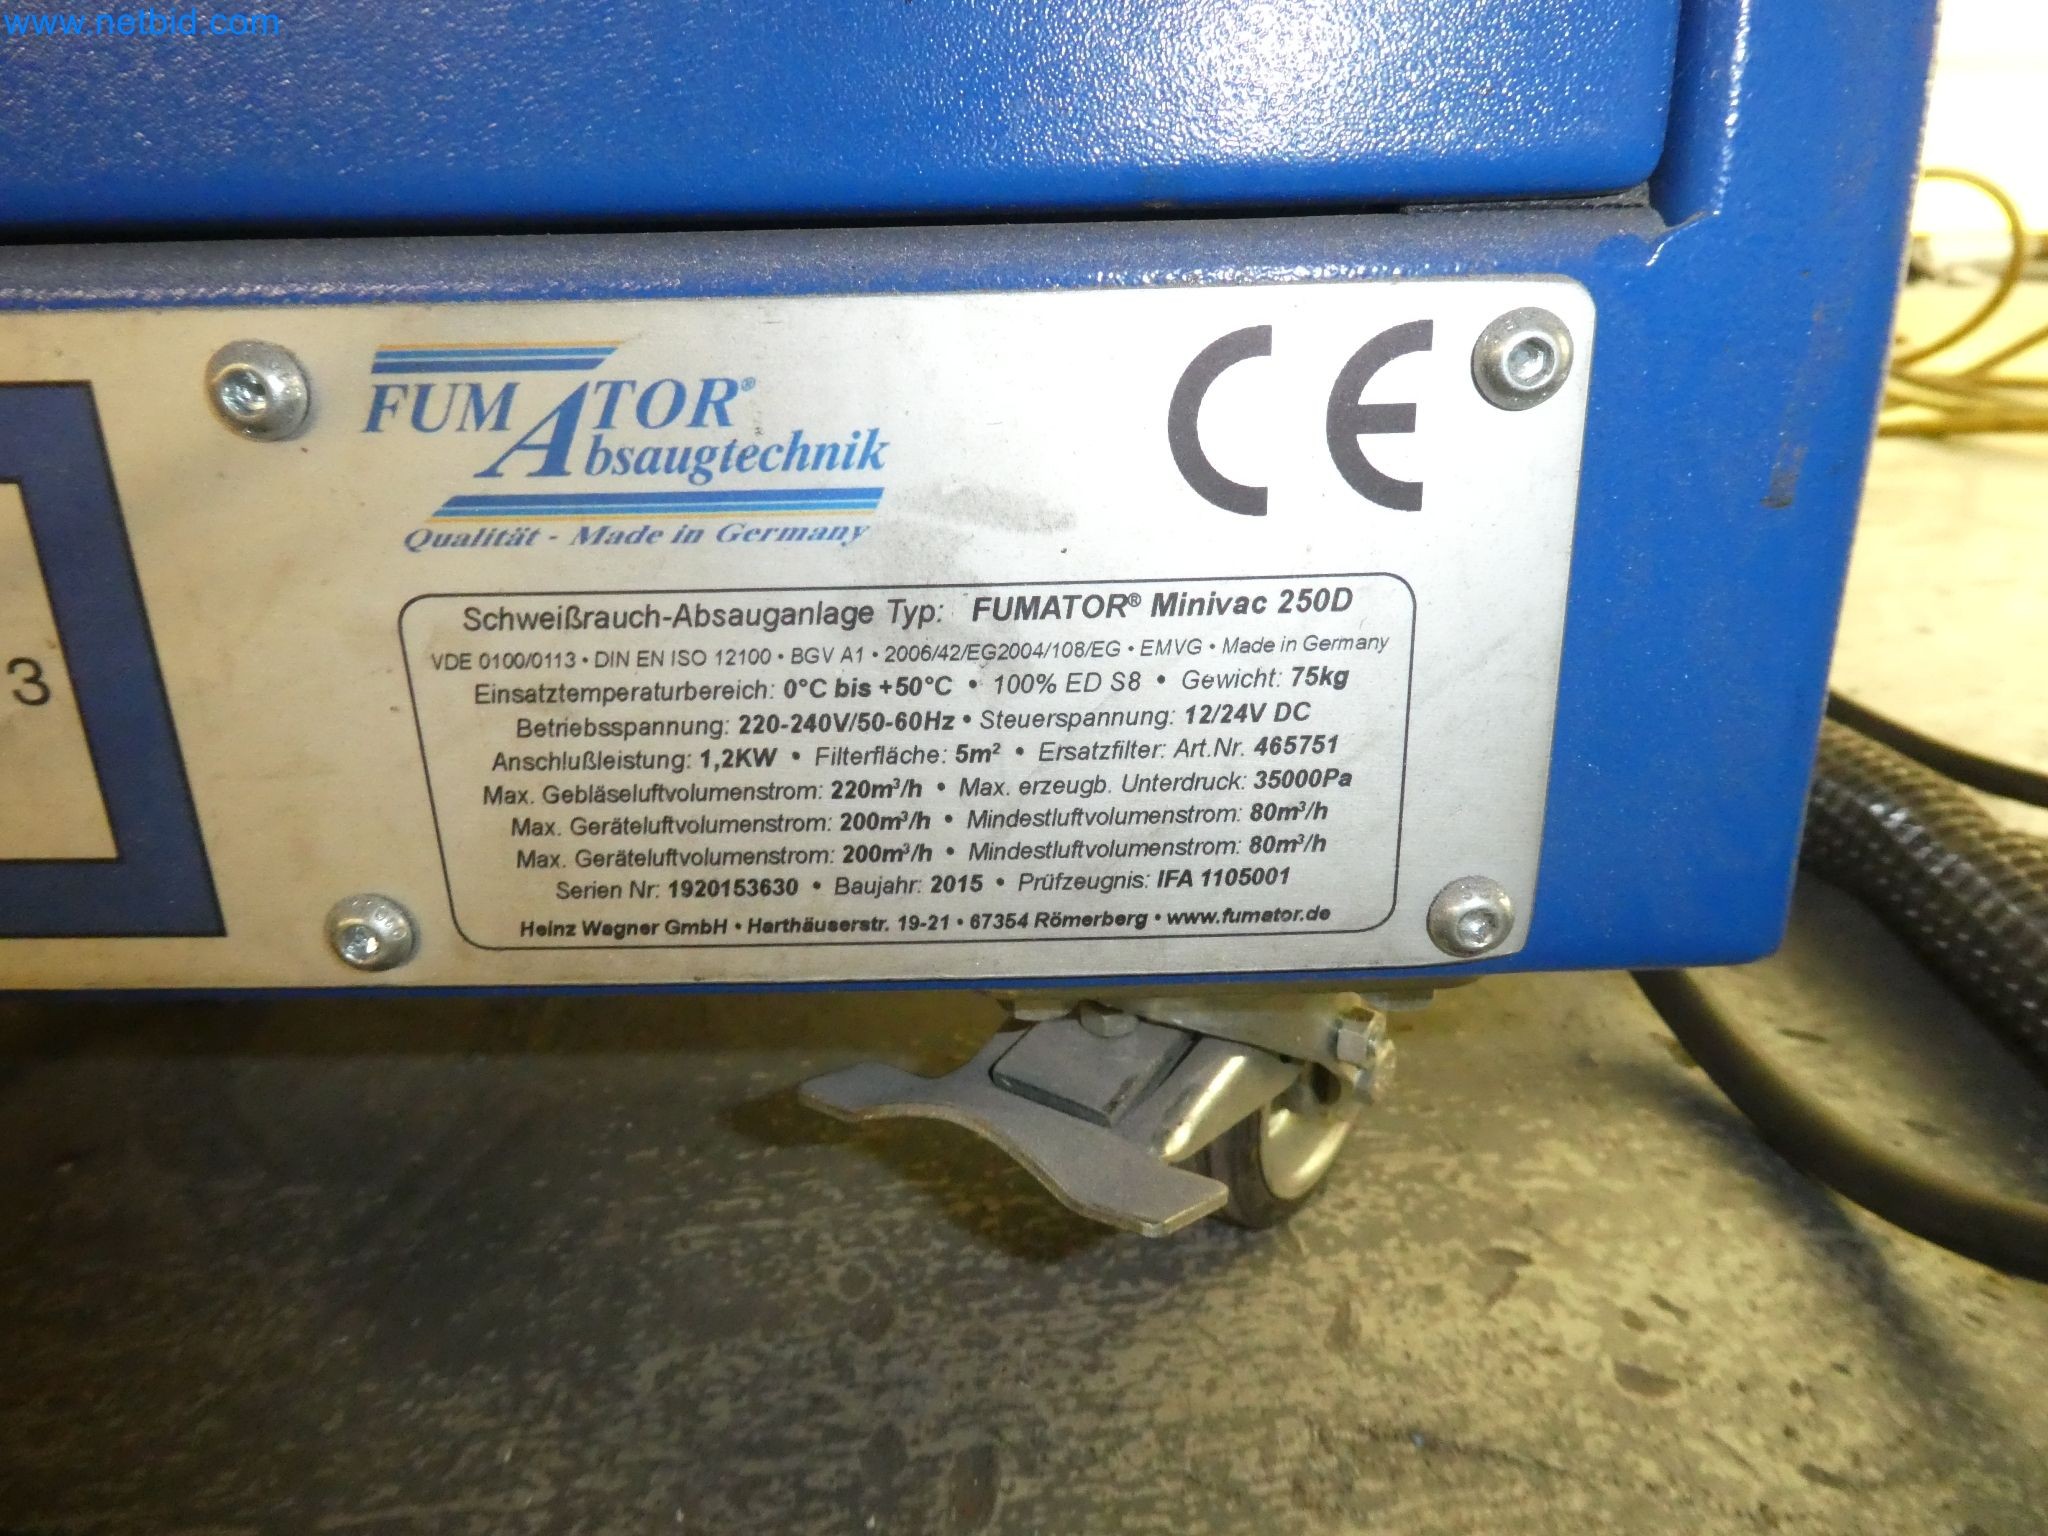 www.netbid.com
FUMATOR®
Absaugtechnik
Qualität - Made in Germany
CE
3
Schweißrauch-Absauganlage Typ: FUMATOR® Minivac 250D
VDE 0100/0113 • DIN EN ISO 12100 • BGV A1 • 2006/42/EG2004/108/EG • EMVG • Made in Germany
Einsatztemperaturbereich: 0°C bis +50°C • 100% ED S8 • Gewicht: 75kg
Betriebsspannung: 220-240V/50-60Hz • Steuerspannung: 12/24V DC
Anschlußleistung: 1,2KW • Filterfläche: 5m² • Ersatzfilter: Art.Nr. 465751
Max. Gebläseluftvolumenstrom: 220m³/h • Max. erzeugb. Unterdruck: 35000Pa
Max. Geräteluftvolumenstrom: 200m³/h • Mindestluftvolumenstrom: 80m³/h
Max. Geräteluftvolumenstrom: 200m³/h • Mindestluftvolumenstrom: 80m³/h
Serien Nr: 1920153630 • Baujahr: 2015 • Prüfzeugnis: IFA 1105001
Heinz Wagner GmbH • Harthäuserstr. 19-21 • 67354 Römerberg • www.fumator.de